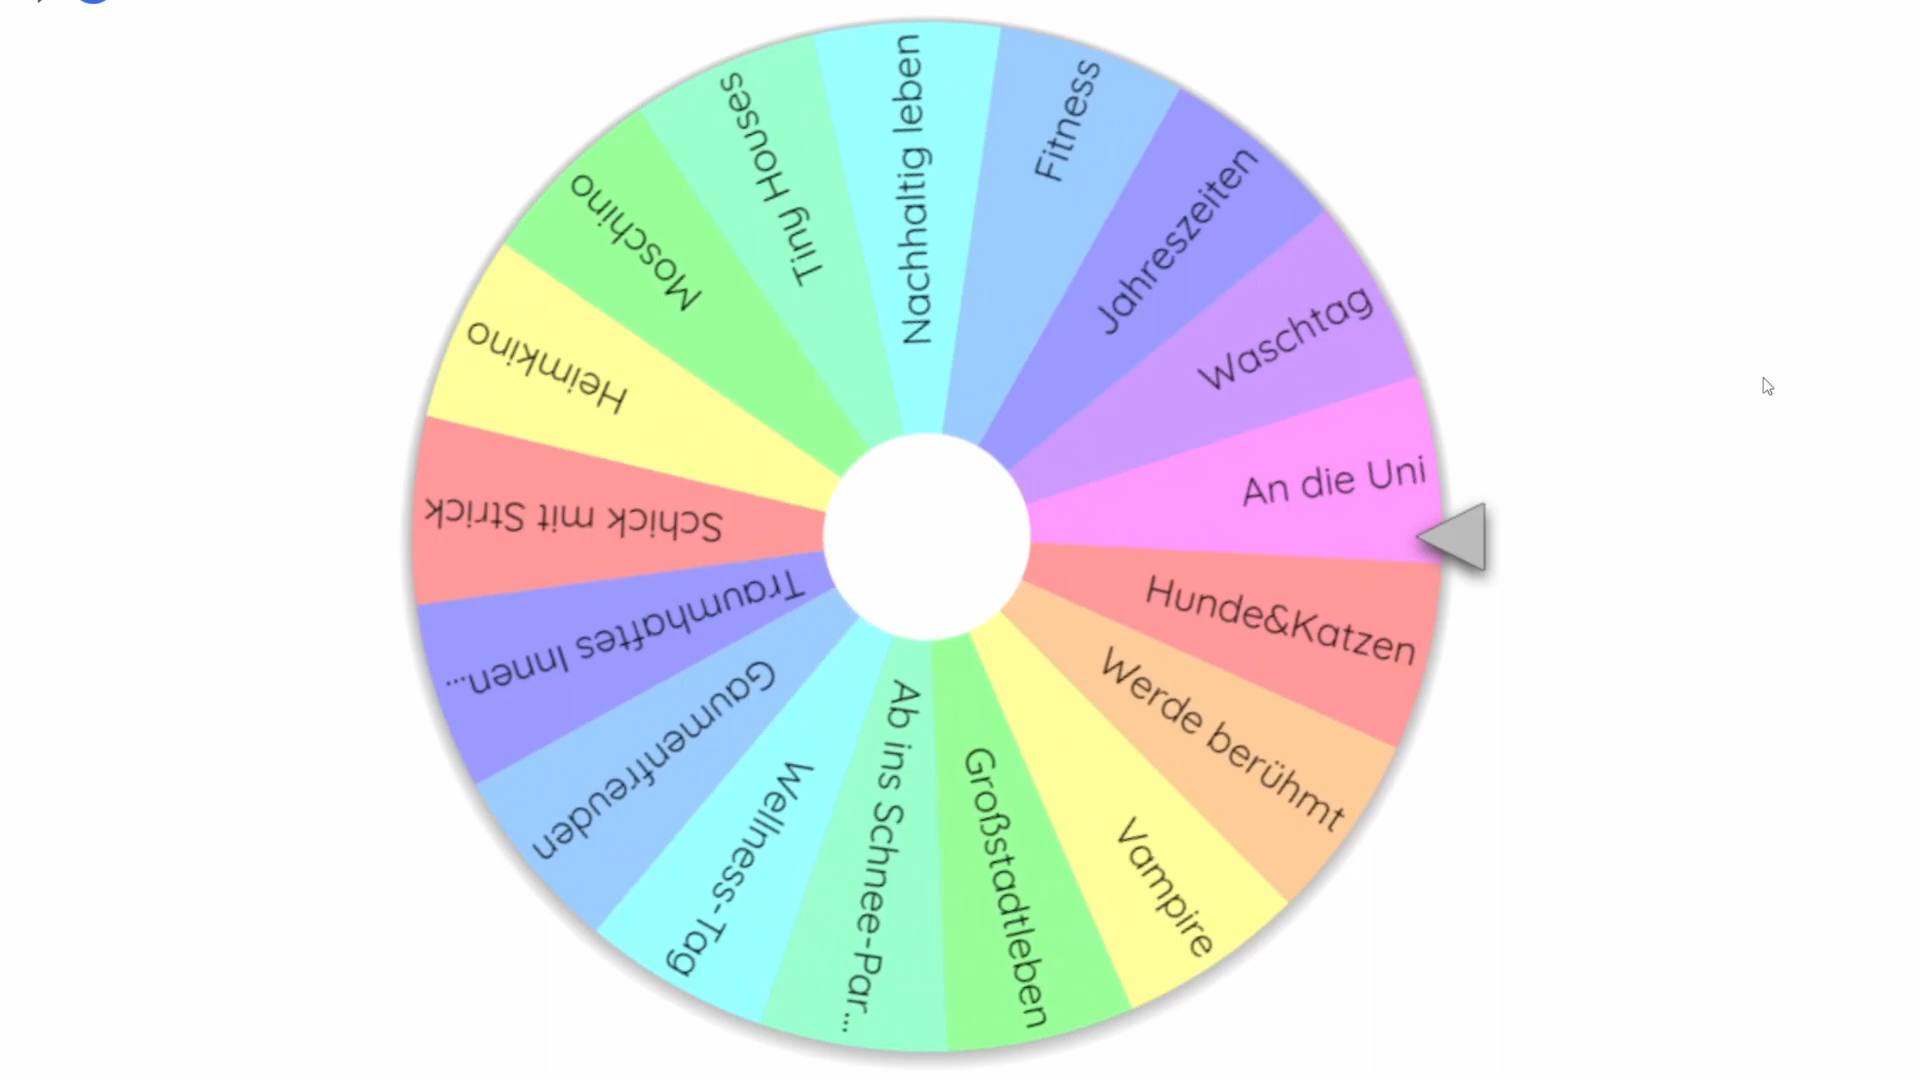 Nachhaltig leben
Fitness
Jahreszeiten
Waschtag
An die Uni
Hunde&Katzen
Werde berühmt
Vampire
Großstadtleben
Ab ins Schnee-Par...
Wellness-Tag
Gaumenfreuden
Traumhaftes Innen...
Schick mit Strick
Heimkino
Moschino
Tiny Houses